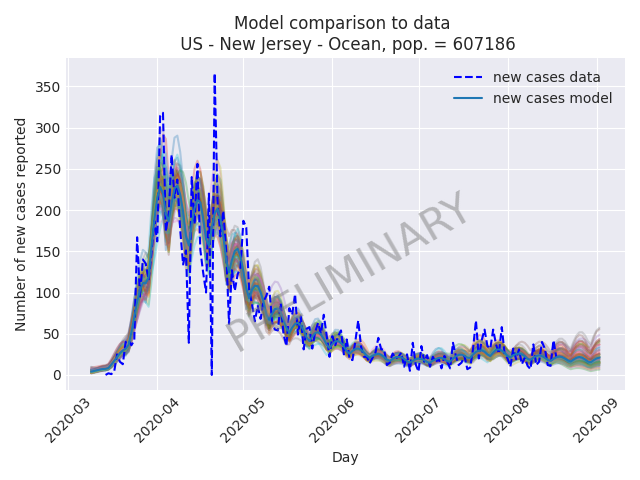 Model comparison to data
US - New Jersey - Ocean, pop. = 607186
new cases data
new cases model
350
300
250
200
150
100
50
0
Number of new cases reported
PRELIMINARY
2020-03
2020-04
2020-05
2020-06
2020-07
2020-08
2020-09
Day